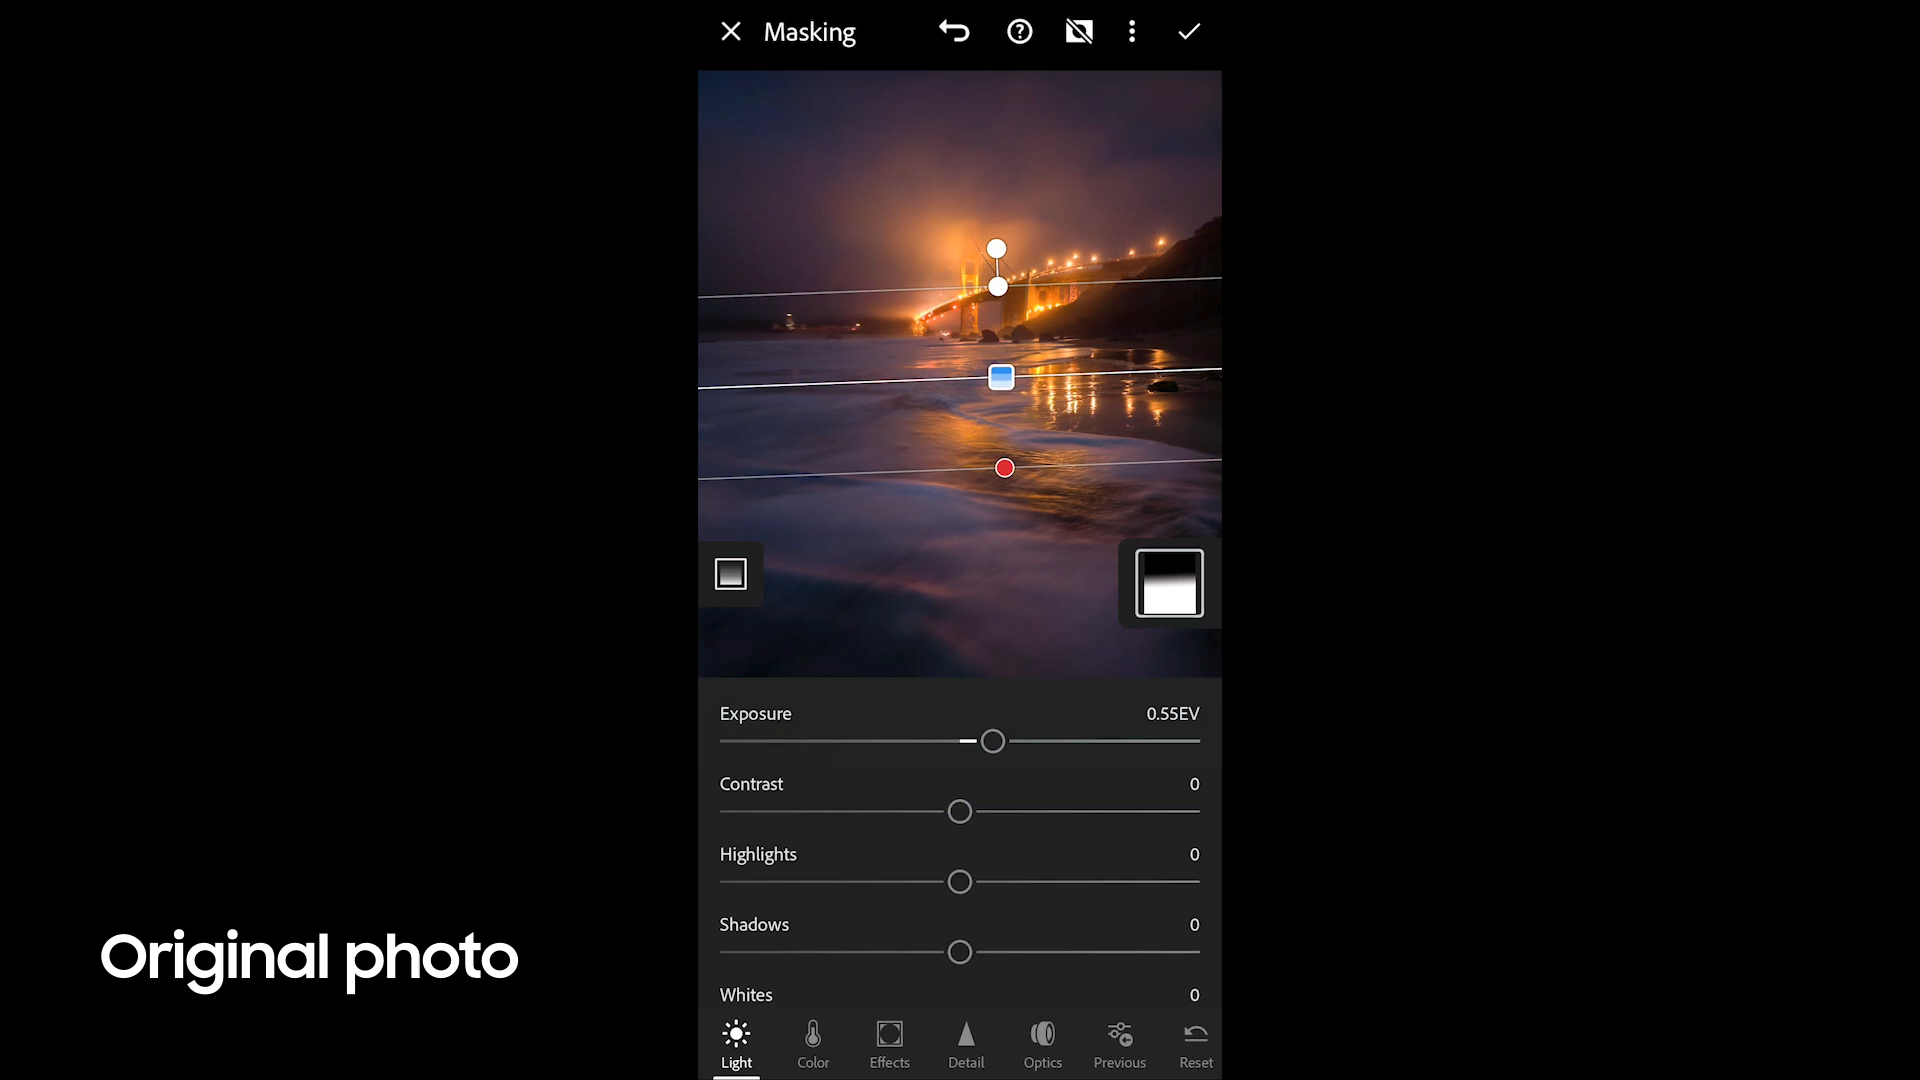 Masking
Exposure 0.55EV
Contrast 0
Highlights 0
Shadows 0
Whites 0
Light Color Effects Detail Optics Previous Reset
Original photo